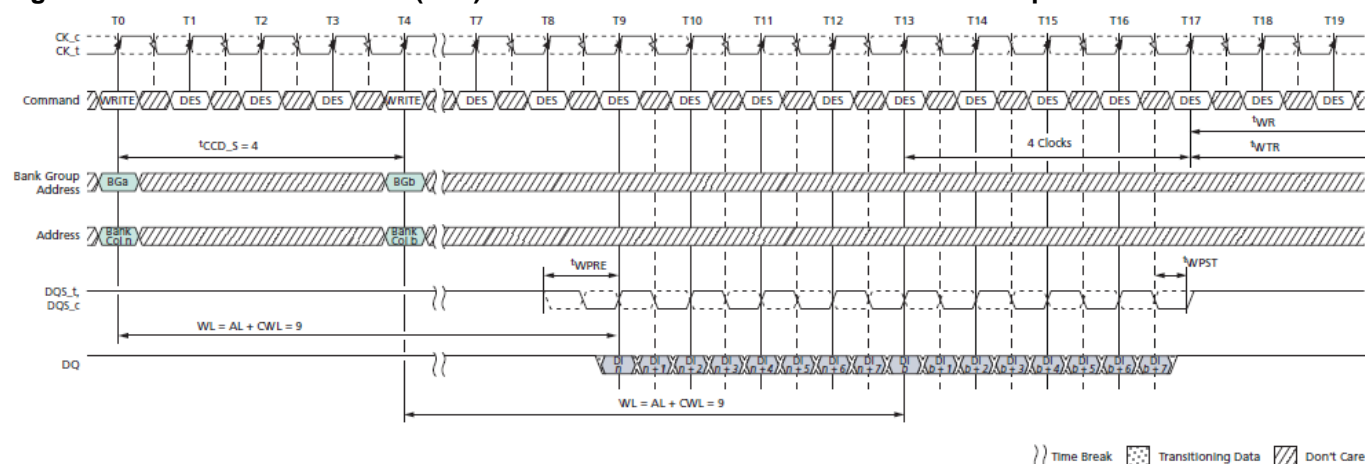 T0 T1 T2 T3 T4 T7 T8 T9 T10 T11 T12 T13 T14 T15 T16 T17 T18 T19
CK_c
CK_t
Command WRITE DES DES DES WRITE DES DES DES DES DES DES DES DES DES DES DES DES DES
tWR
tCCD_S = 4 4 Clocks tWTR
Bank Group
Address BGa BGb
Address Bank
Col n Bank
Col b
tWPRE tWPST
DQS_t,
DQS_c
WL = AL + CWL = 9
DQ DI
n DI
n + 1 DI
n + 2 DI
n + 3 DI
n + 4 DI
n + 5 DI
n + 6 DI
n + 7 DI
b DI
b + 1 DI
b + 2 DI
b + 3 DI
b + 4 DI
b + 5 DI
b + 6 DI
b + 7
WL = AL + CWL = 9
Time Break Transitioning Data Don't Care